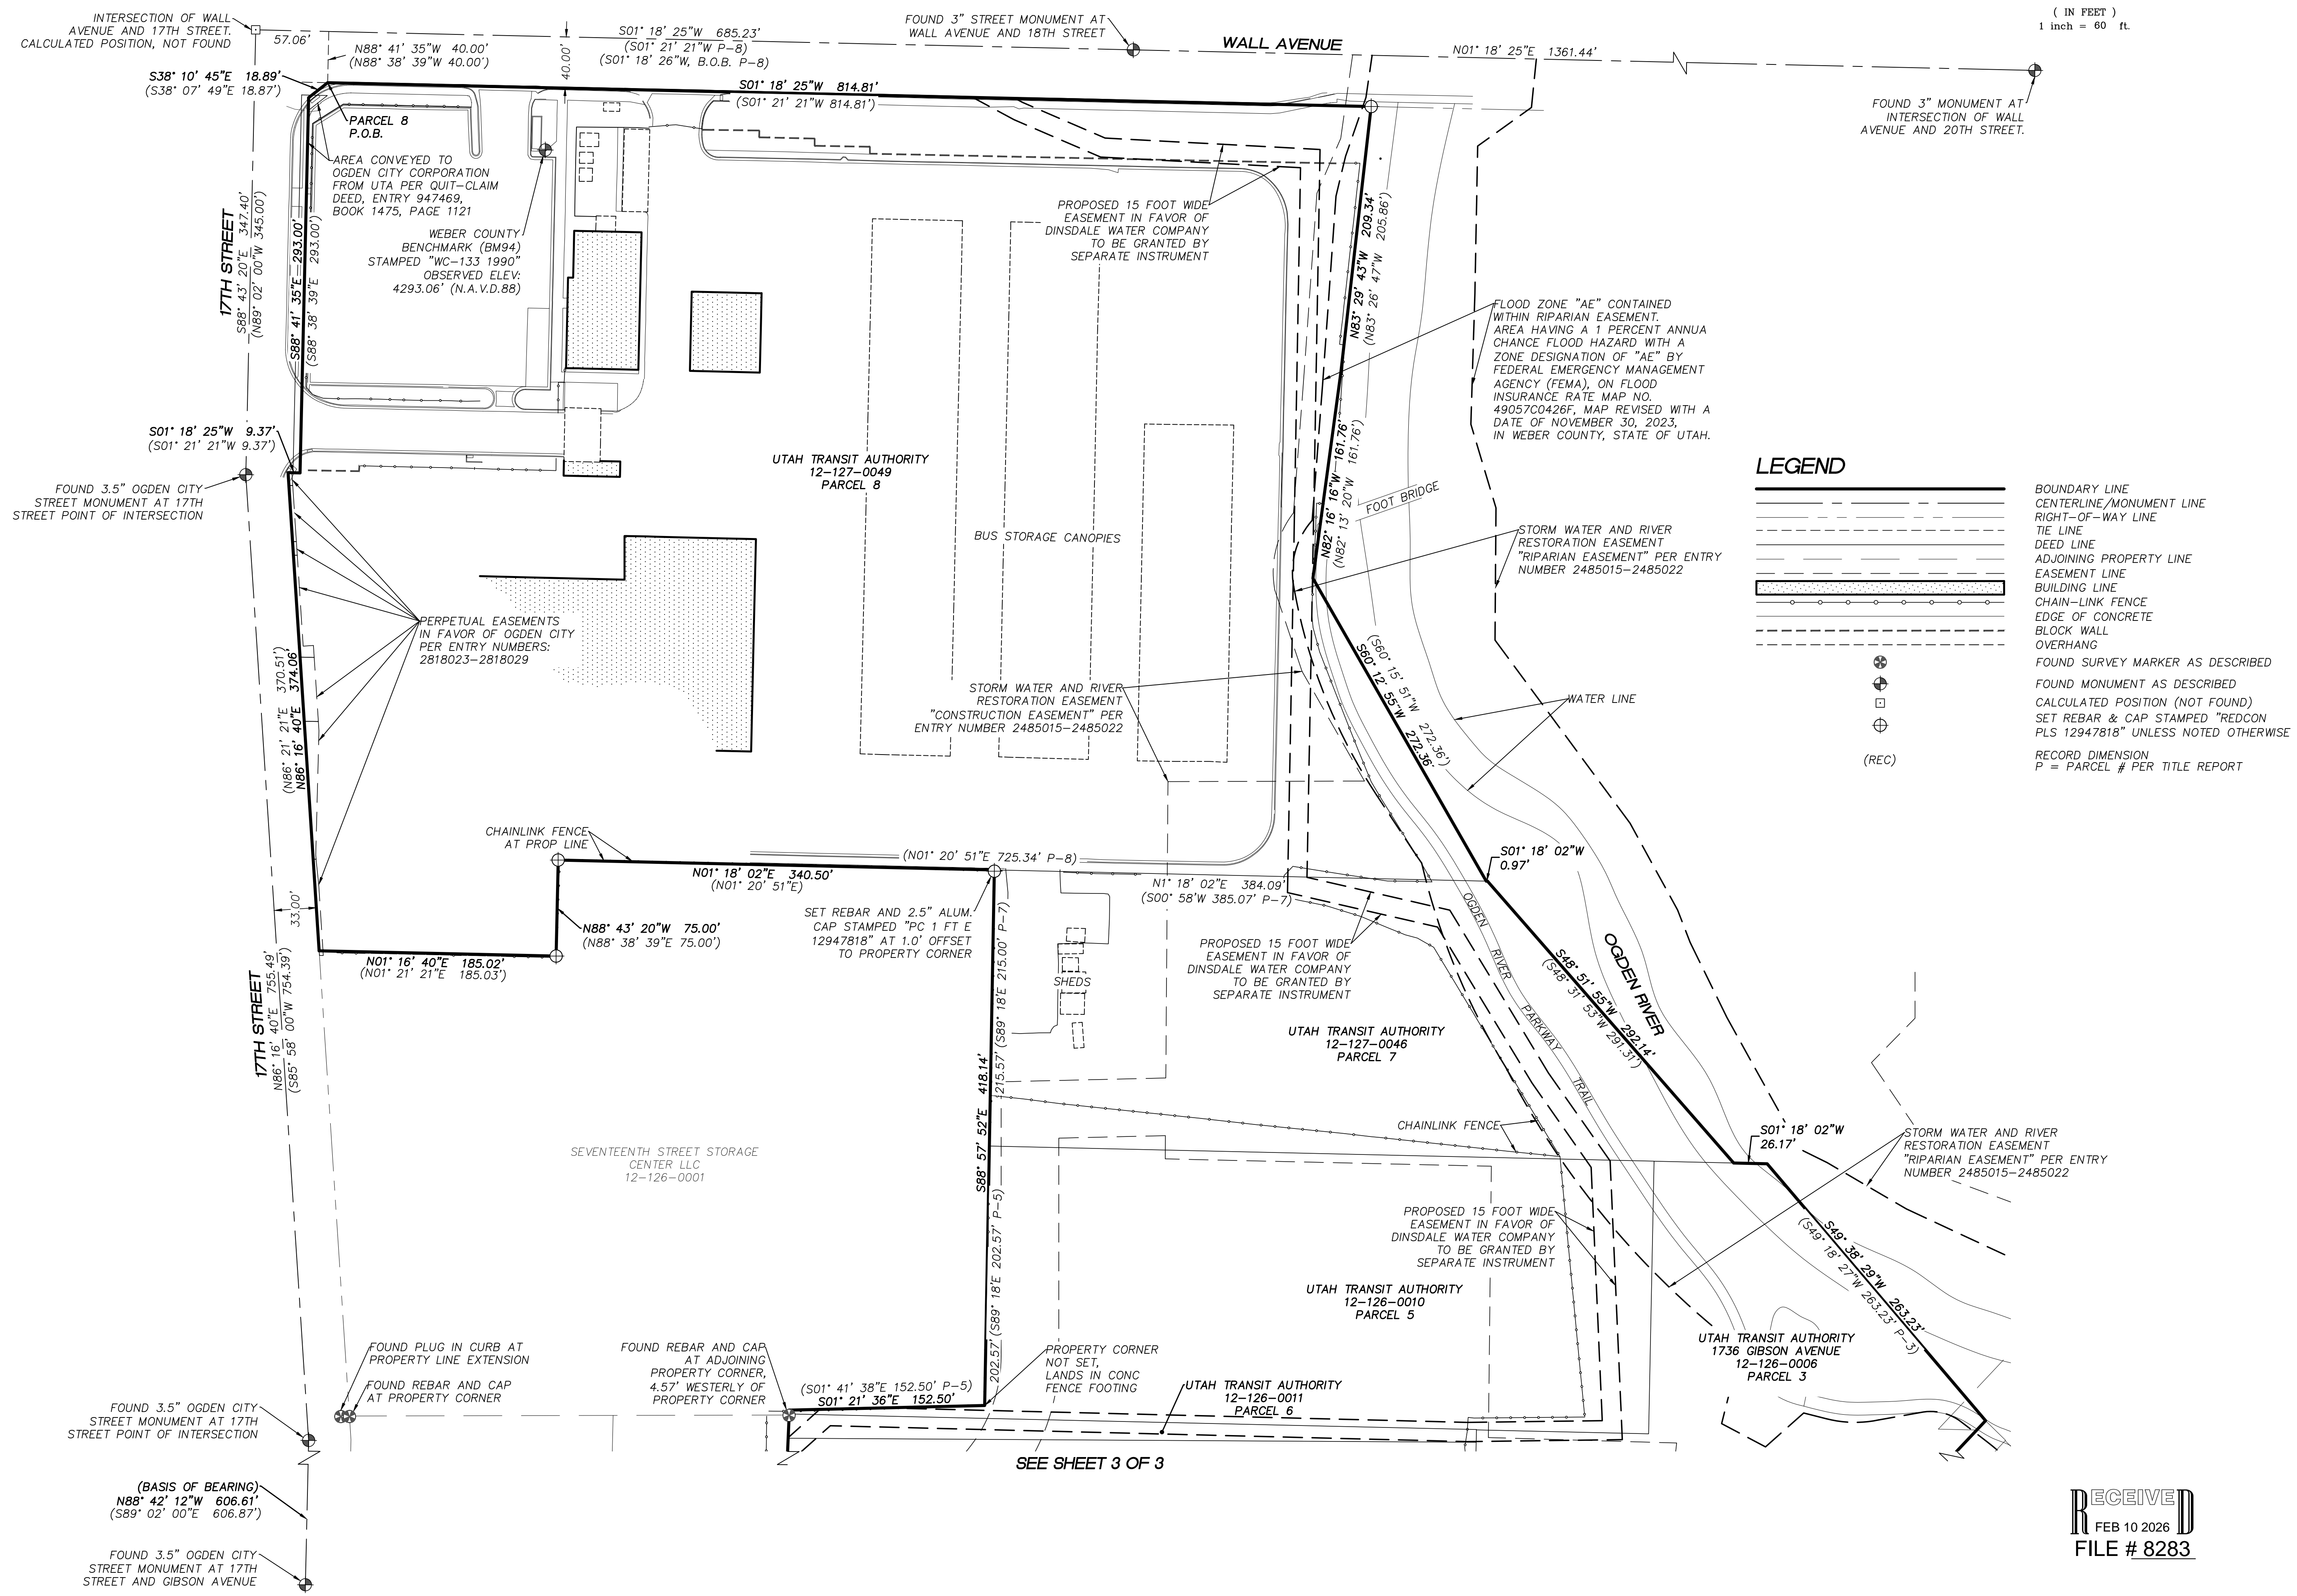 INTERSECTION OF WALL
AVENUE AND 17TH STREET.
CALCULATED POSITION, NOT FOUND
57.06'
N88° 41' 35"W 40.00'
(N88° 38' 39"W 40.00')
40.00'
S01° 18' 25"W 685.23'
(S01° 21' 21"W P-8)
(S01° 18' 26"W, B.O.B. P-8)
FOUND 3" STREET MONUMENT AT
WALL AVENUE AND 18TH STREET
WALL AVENUE
N01° 18' 25"E 1361.44'
( IN FEET )
1 inch = 60 ft.
FOUND 3" MONUMENT AT
INTERSECTION OF WALL
AVENUE AND 20TH STREET.
S38° 10' 45"E 18.89'
(S38° 07' 49"E 18.87')
S01° 18' 25"W 814.81'
(S01° 21' 21"W 814.81')
PARCEL 8
P.O.B.
AREA CONVEYED TO
OGDEN CITY CORPORATION
FROM UTA PER QUIT-CLAIM
DEED, ENTRY 947469,
BOOK 1475, PAGE 1121
WEBER COUNTY
BENCHMARK (BM94)
STAMPED "WC-133 1990"
OBSERVED ELEV:
4293.06' (N.A.V.D.88)
17TH STREET
S88° 43' 20"E 347.40'
(N89° 02' 00"W 345.00')
S88° 41' 35"E 293.00'
(S88° 38' 39"E 293.00')
PROPOSED 15 FOOT WIDE
EASEMENT IN FAVOR OF
DINSDALE WATER COMPANY
TO BE GRANTED BY
SEPARATE INSTRUMENT
N83° 29' 43"W 209.34'
(N83° 26' 47"W 205.86')
FLOOD ZONE "AE" CONTAINED
WITHIN RIPARIAN EASEMENT.
AREA HAVING A 1 PERCENT ANNUA
CHANCE FLOOD HAZARD WITH A
ZONE DESIGNATION OF "AE" BY
FEDERAL EMERGENCY MANAGEMENT
AGENCY (FEMA), ON FLOOD
INSURANCE RATE MAP NO.
49057C0426F, MAP REVISED WITH A
DATE OF NOVEMBER 30, 2023,
IN WEBER COUNTY, STATE OF UTAH.
S01° 18' 25"W 9.37'
(S01° 21' 21"W 9.37')
FOUND 3.5" OGDEN CITY
STREET MONUMENT AT 17TH
STREET POINT OF INTERSECTION
UTAH TRANSIT AUTHORITY
12-127-0049
PARCEL 8
BUS STORAGE CANOPIES
N82° 16' 16"W 161.76'
(N82° 13' 20"W 161.76')
FOOT BRIDGE
STORM WATER AND RIVER
RESTORATION EASEMENT
"RIPARIAN EASEMENT" PER ENTRY
NUMBER 2485015-2485022
LEGEND
BOUNDARY LINE
CENTERLINE/MONUMENT LINE
RIGHT-OF-WAY LINE
TIE LINE
DEED LINE
ADJOINING PROPERTY LINE
EASEMENT LINE
BUILDING LINE
CHAIN-LINK FENCE
EDGE OF CONCRETE
BLOCK WALL
OVERHANG
FOUND SURVEY MARKER AS DESCRIBED
FOUND MONUMENT AS DESCRIBED
CALCULATED POSITION (NOT FOUND)
SET REBAR & CAP STAMPED "REDCON
PLS 12947818" UNLESS NOTED OTHERWISE
(REC)
RECORD DIMENSION
P = PARCEL # PER TITLE REPORT
PERPETUAL EASEMENTS
IN FAVOR OF OGDEN CITY
PER ENTRY NUMBERS:
2818023-2818029
(N86° 21' 21"E 370.51')
N86° 16' 40"E 374.06'
STORM WATER AND RIVER
RESTORATION EASEMENT
"CONSTRUCTION EASEMENT" PER
ENTRY NUMBER 2485015-2485022
(S60° 15' 51"W 272.36')
S60° 12' 55"W 272.36'
WATER LINE
CHAINLINK FENCE
AT PROP LINE
(N01° 20' 51"E 725.34' P-8)
N01° 18' 02"E 340.50'
(N01° 20' 51"E)
S01° 18' 02"W
0.97'
N1° 18' 02"E 384.09'
(S00° 58'W 385.07' P-7)
33.00'
N88° 43' 20"W 75.00'
(N88° 38' 39"E 75.00')
SET REBAR AND 2.5" ALUM.
CAP STAMPED "PC 1 FT E
12947818" AT 1.0' OFFSET
TO PROPERTY CORNER
N01° 16' 40"E 185.02'
(N01° 21' 21"E 185.03')
17TH STREET
N86° 16' 40"E 755.49'
(S85° 58' 00"W 754.39')
215.57' (S89° 18'E 215.00' P-7)
SHEDS
PROPOSED 15 FOOT WIDE
EASEMENT IN FAVOR OF
DINSDALE WATER COMPANY
TO BE GRANTED BY
SEPARATE INSTRUMENT
OGDEN RIVER PARKWAY TRAIL
OGDEN RIVER
S48° 51' 55"W 292.14'
(S48° 31' 53"W 291.31')
UTAH TRANSIT AUTHORITY
12-127-0046
PARCEL 7
S88° 57' 52"E 418.14'
CHAINLINK FENCE
S01° 18' 02"W
26.17'
STORM WATER AND RIVER
RESTORATION EASEMENT
"RIPARIAN EASEMENT" PER ENTRY
NUMBER 2485015-2485022
SEVENTEENTH STREET STORAGE
CENTER LLC
12-126-0001
202.57' (S89° 18'E 202.57' P-5)
PROPOSED 15 FOOT WIDE
EASEMENT IN FAVOR OF
DINSDALE WATER COMPANY
TO BE GRANTED BY
SEPARATE INSTRUMENT
S49° 38' 29"W 263.23'
(S49° 18' 27"W 263.23' P-3)
UTAH TRANSIT AUTHORITY
12-126-0010
PARCEL 5
UTAH TRANSIT AUTHORITY
1736 GIBSON AVENUE
12-126-0006
PARCEL 3
FOUND PLUG IN CURB AT
PROPERTY LINE EXTENSION
FOUND REBAR AND CAP
AT PROPERTY CORNER
FOUND REBAR AND CAP
AT ADJOINING
PROPERTY CORNER,
4.57' WESTERLY OF
PROPERTY CORNER
(S01° 41' 38"E 152.50' P-5)
S01° 21' 36"E 152.50'
PROPERTY CORNER
NOT SET,
LANDS IN CONC
FENCE FOOTING
UTAH TRANSIT AUTHORITY
12-126-0011
PARCEL 6
FOUND 3.5" OGDEN CITY
STREET MONUMENT AT 17TH
STREET POINT OF INTERSECTION
SEE SHEET 3 OF 3
(BASIS OF BEARING)
N88° 42' 12"W 606.61'
(S89° 02' 00"E 606.87')
FOUND 3.5" OGDEN CITY
STREET MONUMENT AT 17TH
STREET AND GIBSON AVENUE
RECEIVED
FEB 10 2026
FILE # 8283